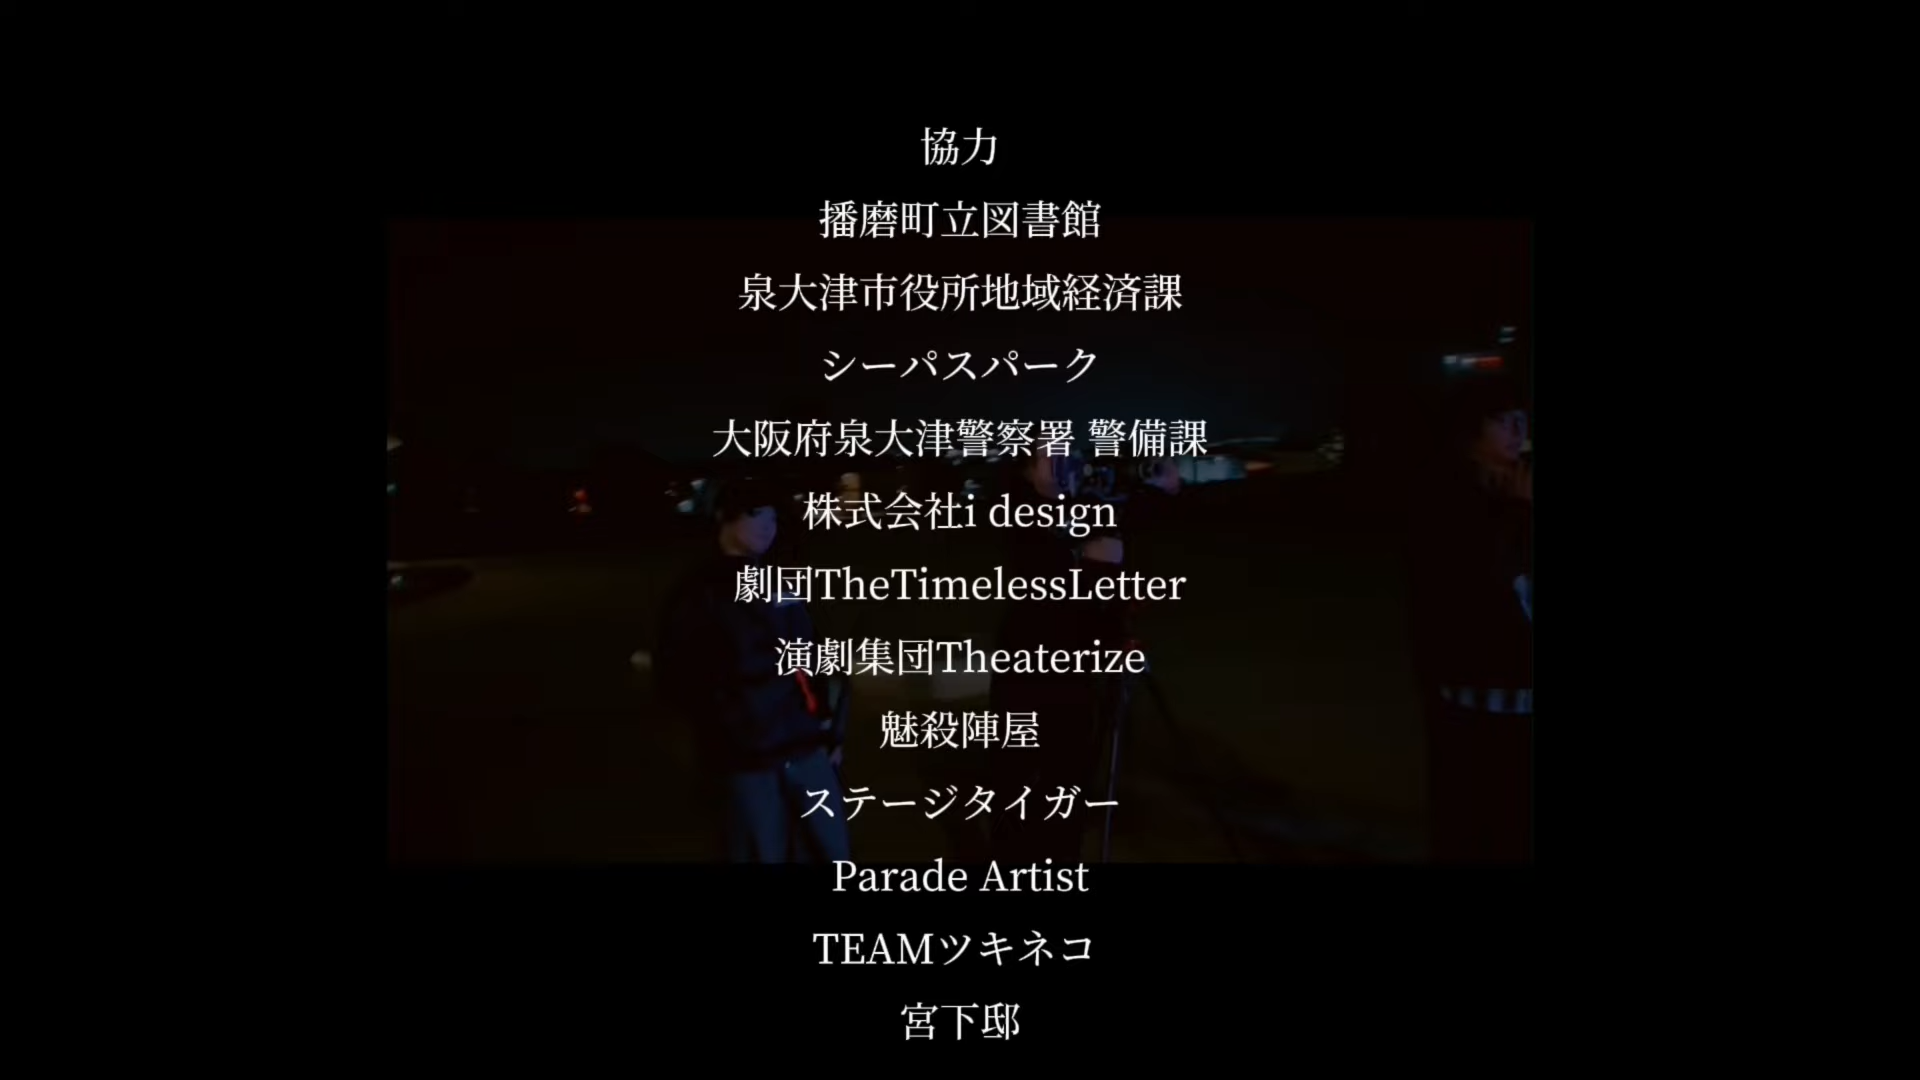 協力
播磨町立図書館
泉大津市役所地域経済課
シーパスパーク
大阪府泉大津警察署 警備課
株式会社i design
劇団TheTimelessLetter
演劇集団Theaterize
魅殺陣屋
ステージタイガー
Parade Artist
TEAMツキネコ
宮下邸